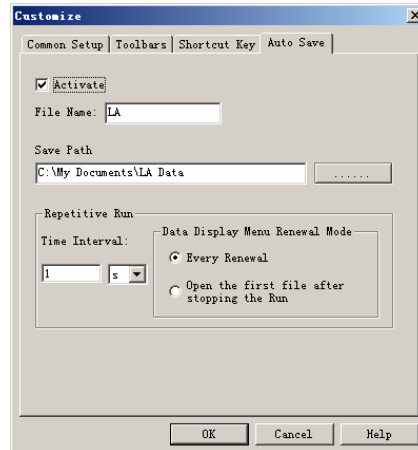 Customize
Common Setup Toolbars Shortcut Key Auto Save
Activate
File Name: LA
Save Path
C:\My Documents\LA Data ......
Repetitive Run
Data Display Menu Renewal Mode
Time Interval:
Every Renewal
1 s
Open the first file after
stopping the Run
OK Cancel Help